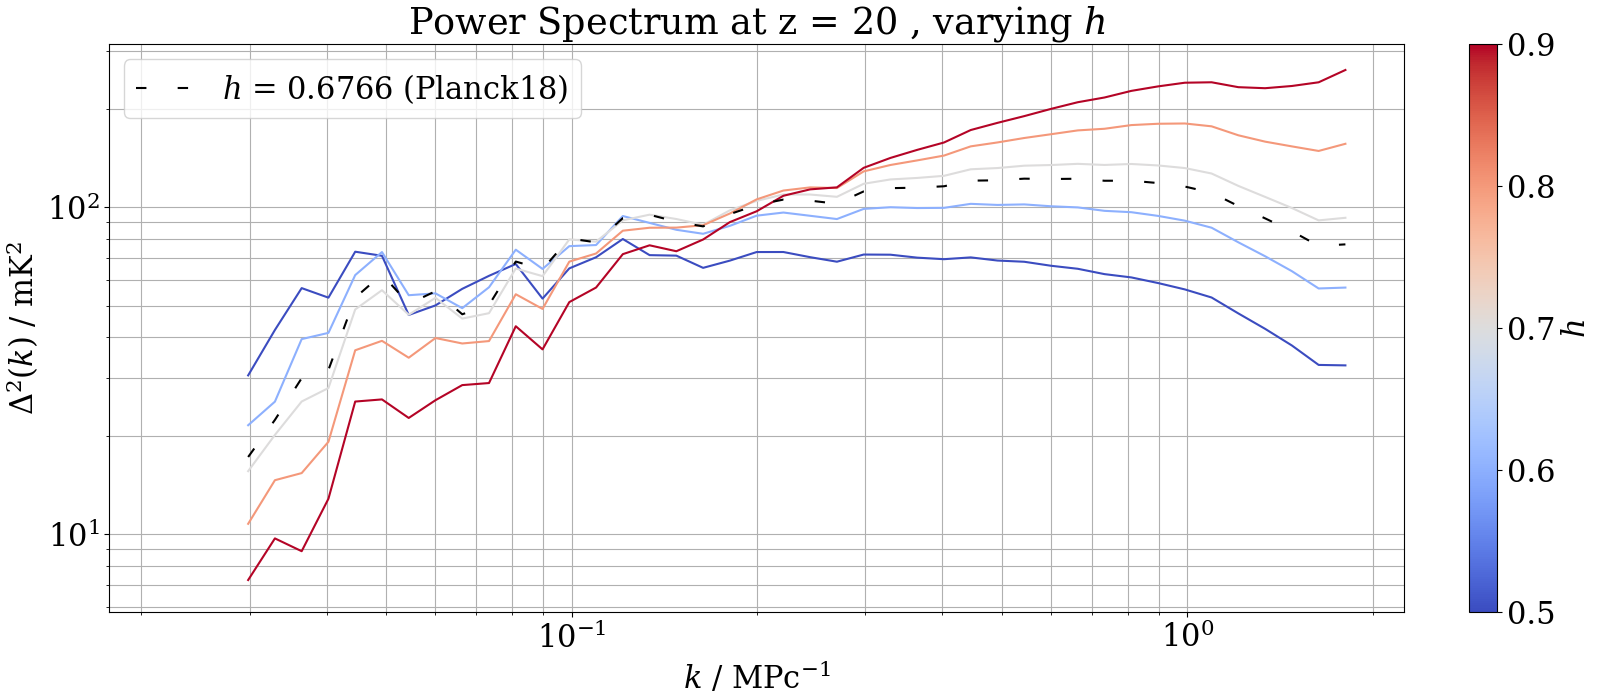 Power Spectrum at z = 20 , varying h
h = 0.6766 (Planck18)
Δ²(k) / mK²
10²
10¹
10⁻¹
10⁰
k / MPc⁻¹
0.9
0.8
0.7
0.6
0.5
h